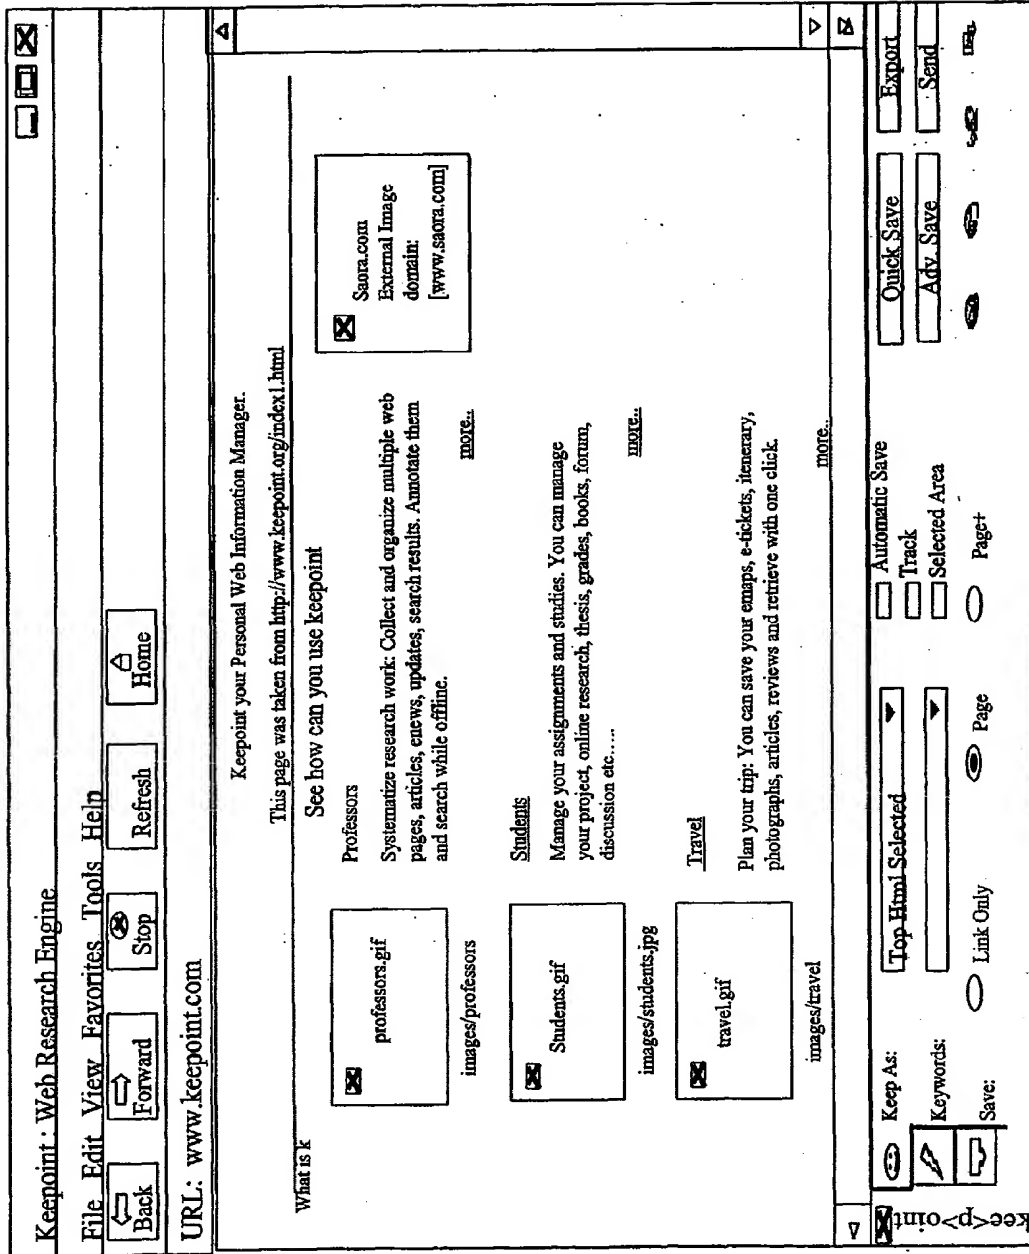 Keepoint : Web Research Engine
File Edit View Favorites Tools Help
Back Forward Stop Refresh Home
URL: www.keepoint.com
Keepoint your Personal Web Information Manager.
This page was taken from http://www.keepoint.org/index1.html
What is k
See how can you use keepoint
professors.gif
images/professors
Professors
Systematize research work: Collect and organize multiple web
pages, articles, enews, updates, search results. Annotate them
and search while offline.
more..
Saora.com
External Image
domain:
[www.saora.com]
Students.gif
images/students.jpg
Students
Manage your assignments and studies. You can manage
your project, online research, thesis, grades, books, forum,
discussion etc.....
more..
travel.gif
images/travel
Travel
Plan your trip: You can save your emaps, e-tickets, itenerary,
photographs, articles, reviews and retrieve with one click.
more..
kee<p>oint
Keep As: Top Html Selected Automatic Save Quick Save Export
Track
Keywords: Selected Area Adv. Save Send
Save: Link Only Page Page+